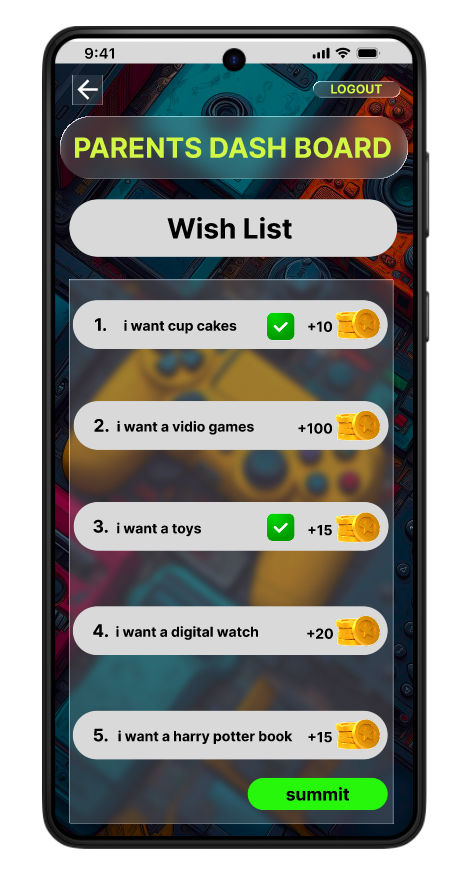 9:41
LOGOUT
PARENTS DASH BOARD
Wish List
1. i want cup cakes +10
2. i want a vidio games +100
3. i want a toys +15
4. i want a digital watch +20
5. i want a harry potter book +15
summit